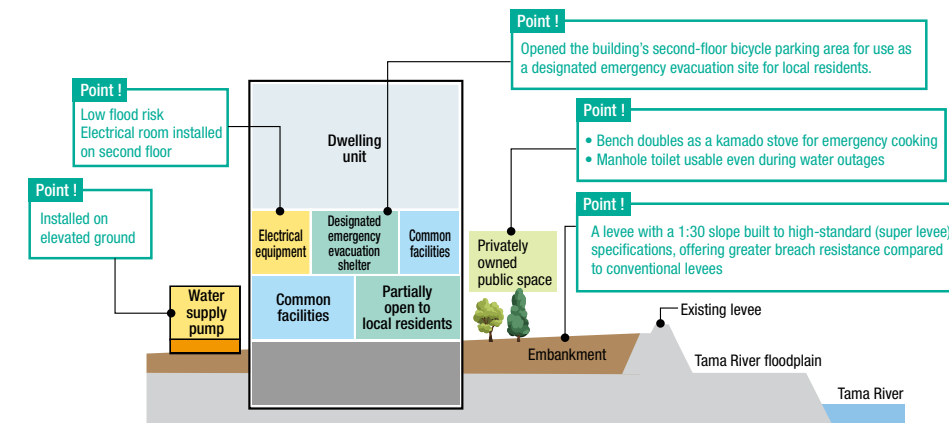 Point !
Opened the building's second-floor bicycle parking area for use as
a designated emergency evacuation site for local residents.
Point !
Low flood risk
Electrical room installed
on second floor
Point !
• Bench doubles as a kamado stove for emergency cooking
• Manhole toilet usable even during water outages
Point !
Installed on
elevated ground
Point !
A levee with a 1:30 slope built to high-standard (super levee)
specifications, offering greater breach resistance compared
to conventional levees
Dwelling
unit
Electrical
equipment
Designated
emergency
evacuation
shelter
Common
facilities
Privately
owned
public space
Water
supply
pump
Common
facilities
Partially
open to
local residents
Existing levee
Embankment
Tama River floodplain
Tama River